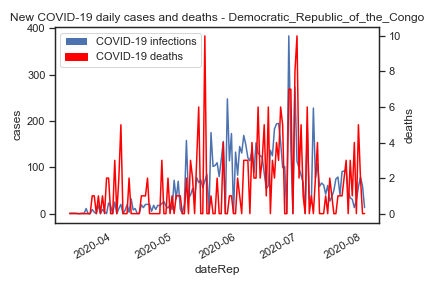 New COVID-19 daily cases and deaths - Democratic_Republic_of_the_Congo
COVID-19 infections
COVID-19 deaths
400
300
200
100
0
cases
10
8
6
4
2
0
deaths
2020-04
2020-05
2020-06
2020-07
2020-08
dateRep